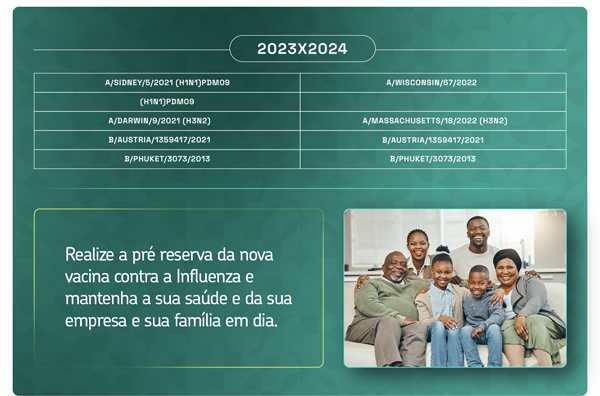 2023X2024
A/SIDNEY/5/2021 (H1N1)PDM09 A/WISCONSIN/67/2022
(H1N1)PDM09
A/DARWIN/9/2021 (H3N2) A/MASSACHUSETTS/18/2022 (H3N2)
B/AUSTRIA/1359417/2021 B/AUSTRIA/1359417/2021
B/PHUKET/3073/2013 B/PHUKET/3073/2013
Realize a pré reserva da nova
vacina contra a Influenza e
mantenha a sua saúde e da sua
empresa e sua família em dia.